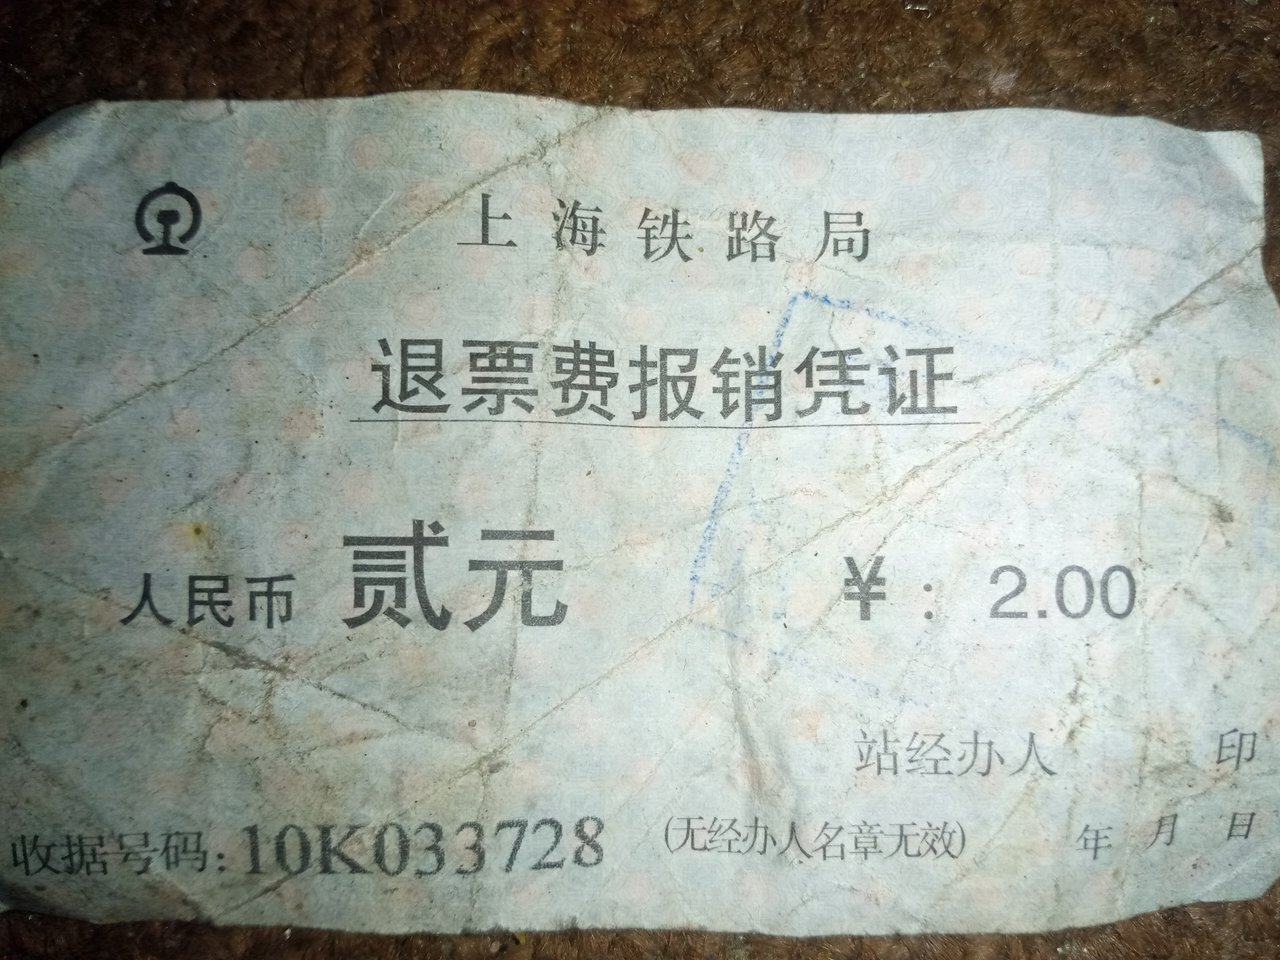 上海铁路局
退票费报销凭证
人民币 贰元 ¥: 2.00
站经办人 印
收据号码: 10K033728 (无经办人名章无效) 年 月 日